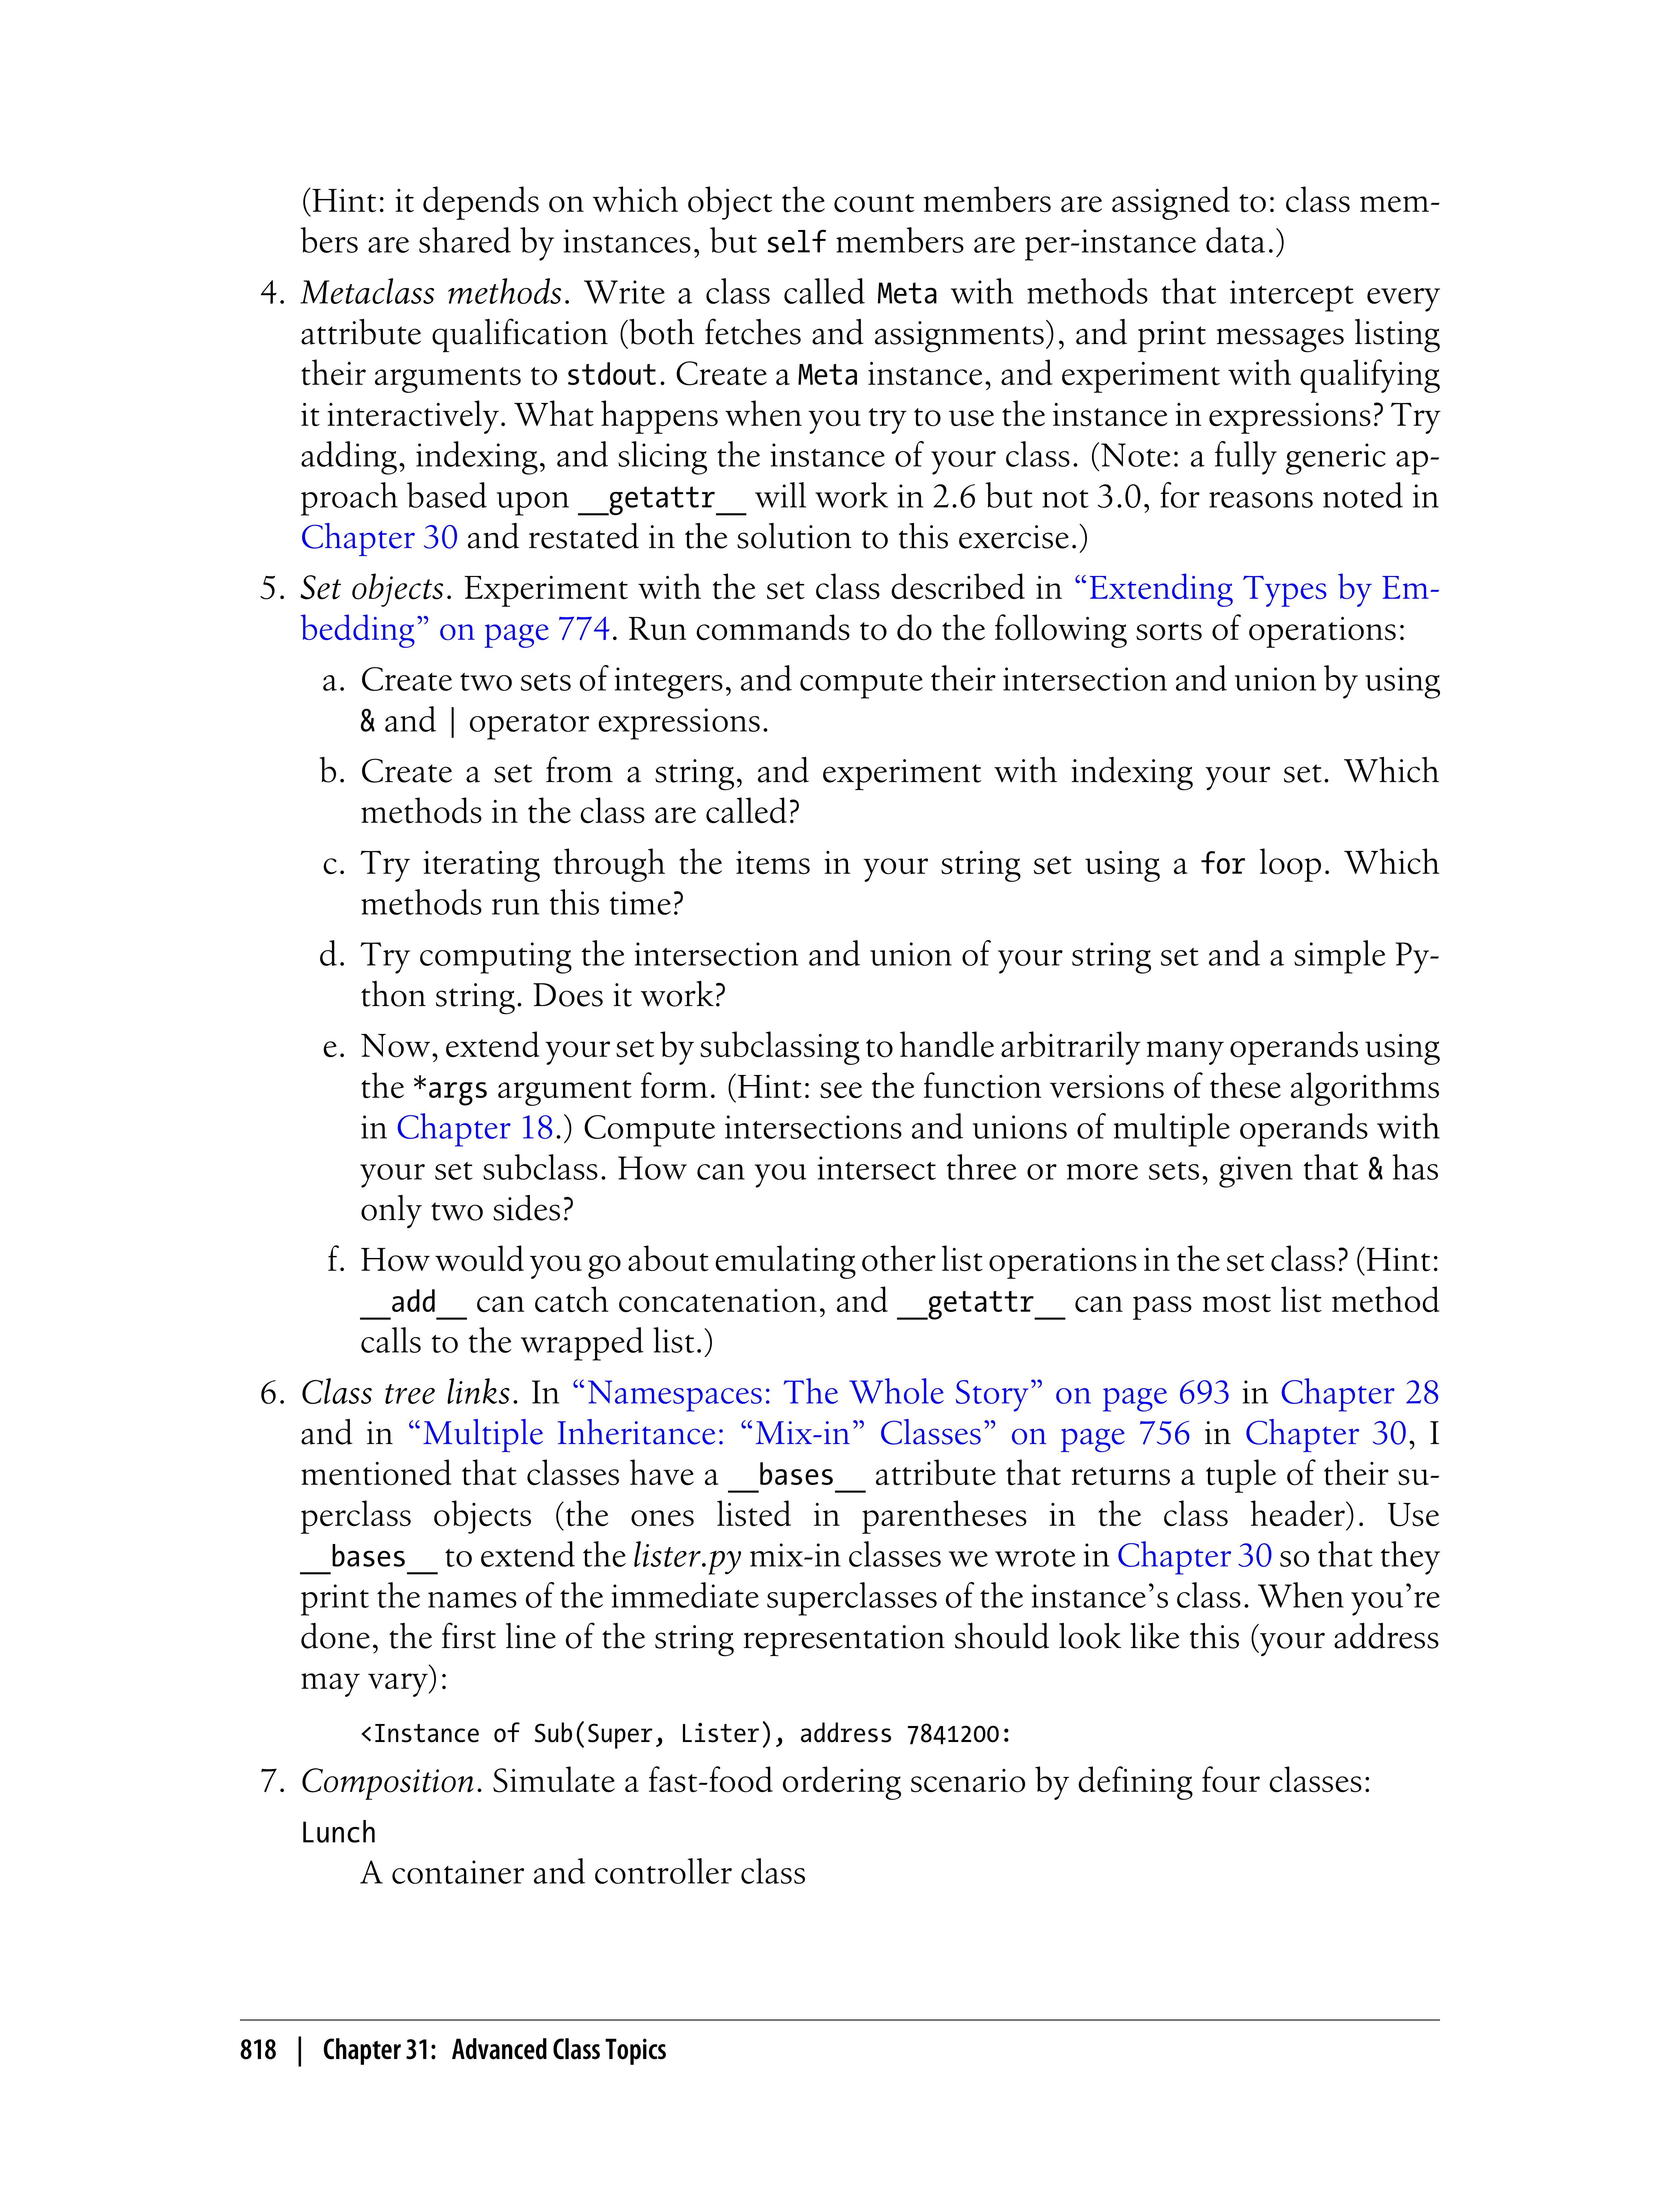 (Hint: it depends on which object the count members are assigned to: class mem-
bers are shared by instances, but self members are per-instance data.)
4. Metaclass methods. Write a class called Meta with methods that intercept every
attribute qualification (both fetches and assignments), and print messages listing
their arguments to stdout. Create a Meta instance, and experiment with qualifying
it interactively. What happens when you try to use the instance in expressions? Try
adding, indexing, and slicing the instance of your class. (Note: a fully generic ap-
proach based upon __getattr__ will work in 2.6 but not 3.0, for reasons noted in
Chapter 30 and restated in the solution to this exercise.)
5. Set objects. Experiment with the set class described in “Extending Types by Em-
bedding” on page 774. Run commands to do the following sorts of operations:
a. Create two sets of integers, and compute their intersection and union by using
& and | operator expressions.
b. Create a set from a string, and experiment with indexing your set. Which
methods in the class are called?
c. Try iterating through the items in your string set using a for loop. Which
methods run this time?
d. Try computing the intersection and union of your string set and a simple Py-
thon string. Does it work?
e. Now, extend your set by subclassing to handle arbitrarily many operands using
the *args argument form. (Hint: see the function versions of these algorithms
in Chapter 18.) Compute intersections and unions of multiple operands with
your set subclass. How can you intersect three or more sets, given that & has
only two sides?
f. How would you go about emulating other list operations in the set class? (Hint:
__add__ can catch concatenation, and __getattr__ can pass most list method
calls to the wrapped list.)
6. Class tree links. In “Namespaces: The Whole Story” on page 693 in Chapter 28
and in “Multiple Inheritance: “Mix-in” Classes” on page 756 in Chapter 30, I
mentioned that classes have a __bases__ attribute that returns a tuple of their su-
perclass objects (the ones listed in parentheses in the class header). Use
__bases__ to extend the lister.py mix-in classes we wrote in Chapter 30 so that they
print the names of the immediate superclasses of the instance’s class. When you’re
done, the first line of the string representation should look like this (your address
may vary):
<Instance of Sub(Super, Lister), address 7841200:
7. Composition. Simulate a fast-food ordering scenario by defining four classes:
Lunch
A container and controller class
818 | Chapter 31: Advanced Class Topics